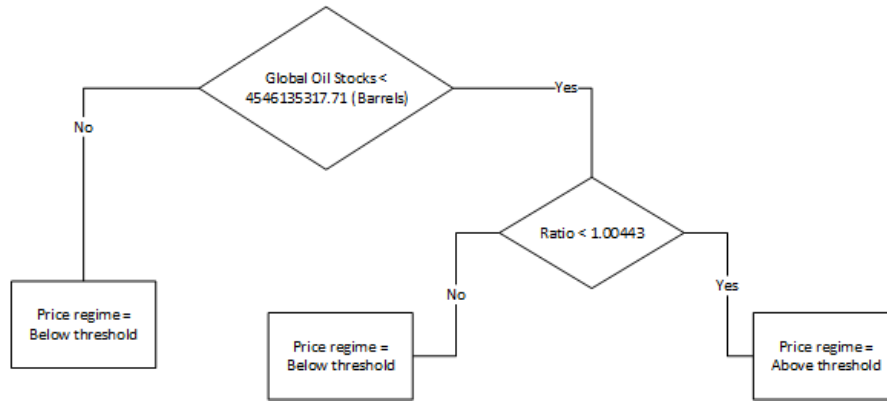 Global Oil Stocks <
4546135317.71 (Barrels)
Yes
No
Ratio < 1.00443
No
Yes
Price regime =
Below threshold
Price regime =
Below threshold
Price regime =
Above threshold